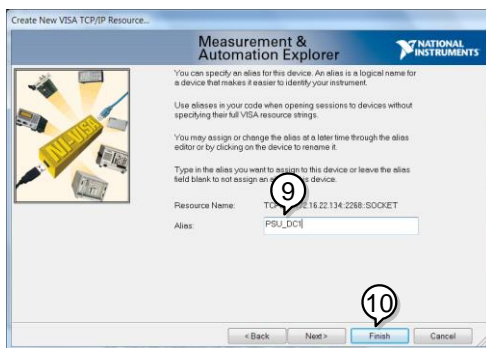 Create New VISA TCP/IP Resource...
Measurement &
Automation Explorer
NATIONAL
INSTRUMENTS
NI-VISA
You can specify an alias for this device. An alias is a logical name for
a device that makes it easier to identify your instrument.
Use aliases in your code when opening sessions to devices without
specifying their full VISA resource strings.
You may assign or change the alias at a later time through the alias
editor or by clicking on the device to rename it.
Type in the alias you want to assign to this device or leave the alias
field blank to not assign an device.
9
Resource Name: 2.16.22.134::2268::SOCKET
Alias: PSU_DC1
10
< Back Next > Finish Cancel